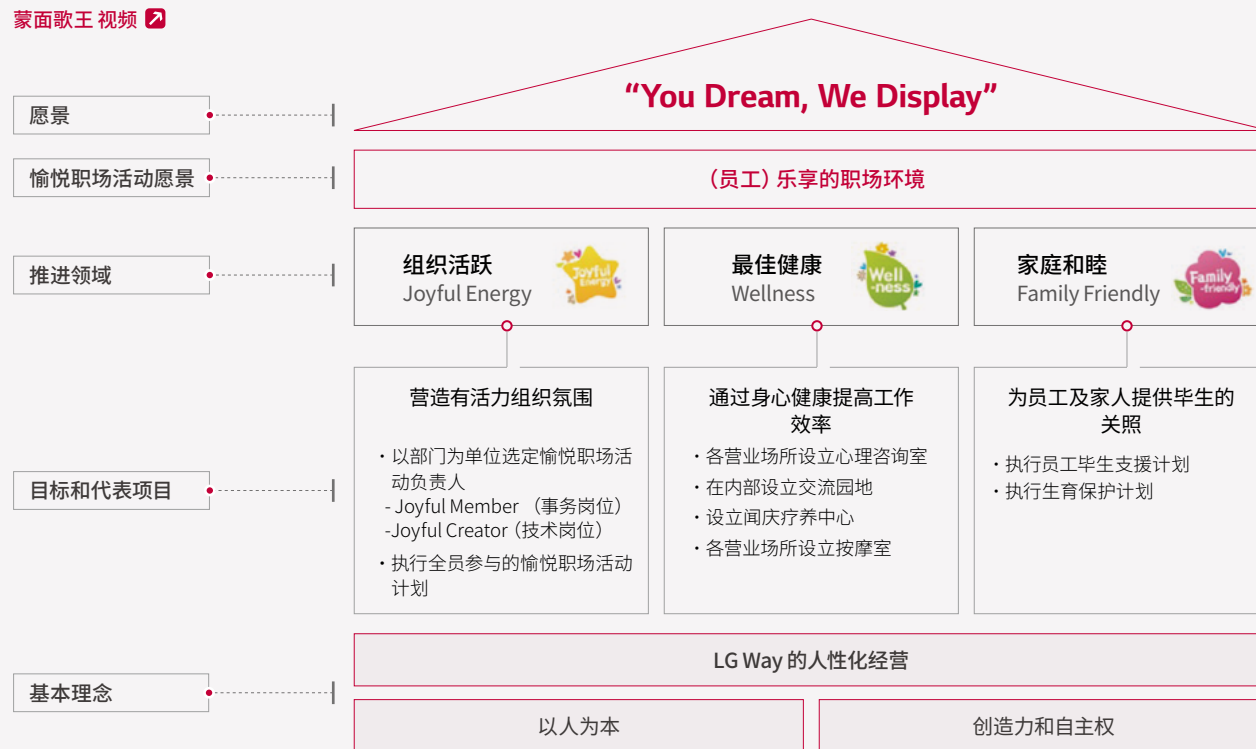 蒙面歌王 视频
愿景
“You Dream, We Display”
愉悦职场活动愿景
（员工）乐享的职场环境
推进领域
组织活跃
Joyful Energy
Joyful
Energy
最佳健康
Wellness
Well
-ness
家庭和睦
Family Friendly
Family
-friendly
目标和代表项目
营造有活力组织氛围
・以部门为单位选定愉悦职场活
动负责人
- Joyful Member （事务岗位）
-Joyful Creator（技术岗位）
・执行全员参与的愉悦职场活动
计划
通过身心健康提高工作
效率
・各营业场所设立心理咨询室
・在内部设立交流园地
・设立闻庆疗养中心
・各营业场所设立按摩室
为员工及家人提供毕生的
关照
・执行员工毕生支援计划
・执行生育保护计划
基本理念
LG Way 的人性化经营
以人为本
创造力和自主权